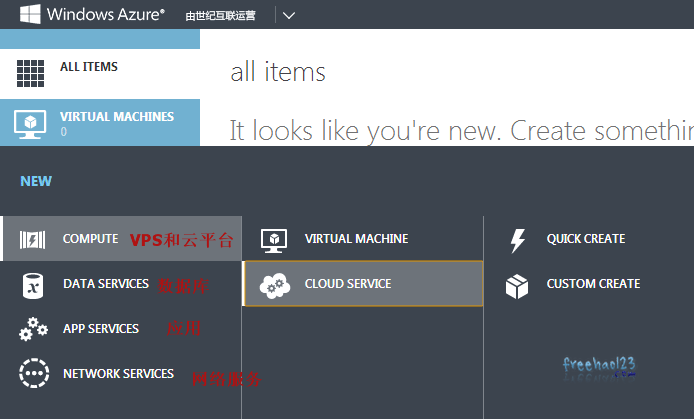 Windows Azure® 由世纪互联运营
ALL ITEMS
VIRTUAL MACHINES
0
all items
It looks like you're new. Create somethin
NEW
COMPUTE VPS和云平台
DATA SERVICES 数据库
APP SERVICES 应用
NETWORK SERVICES 网络服务
VIRTUAL MACHINE
CLOUD SERVICE
QUICK CREATE
CUSTOM CREATE
freehao123